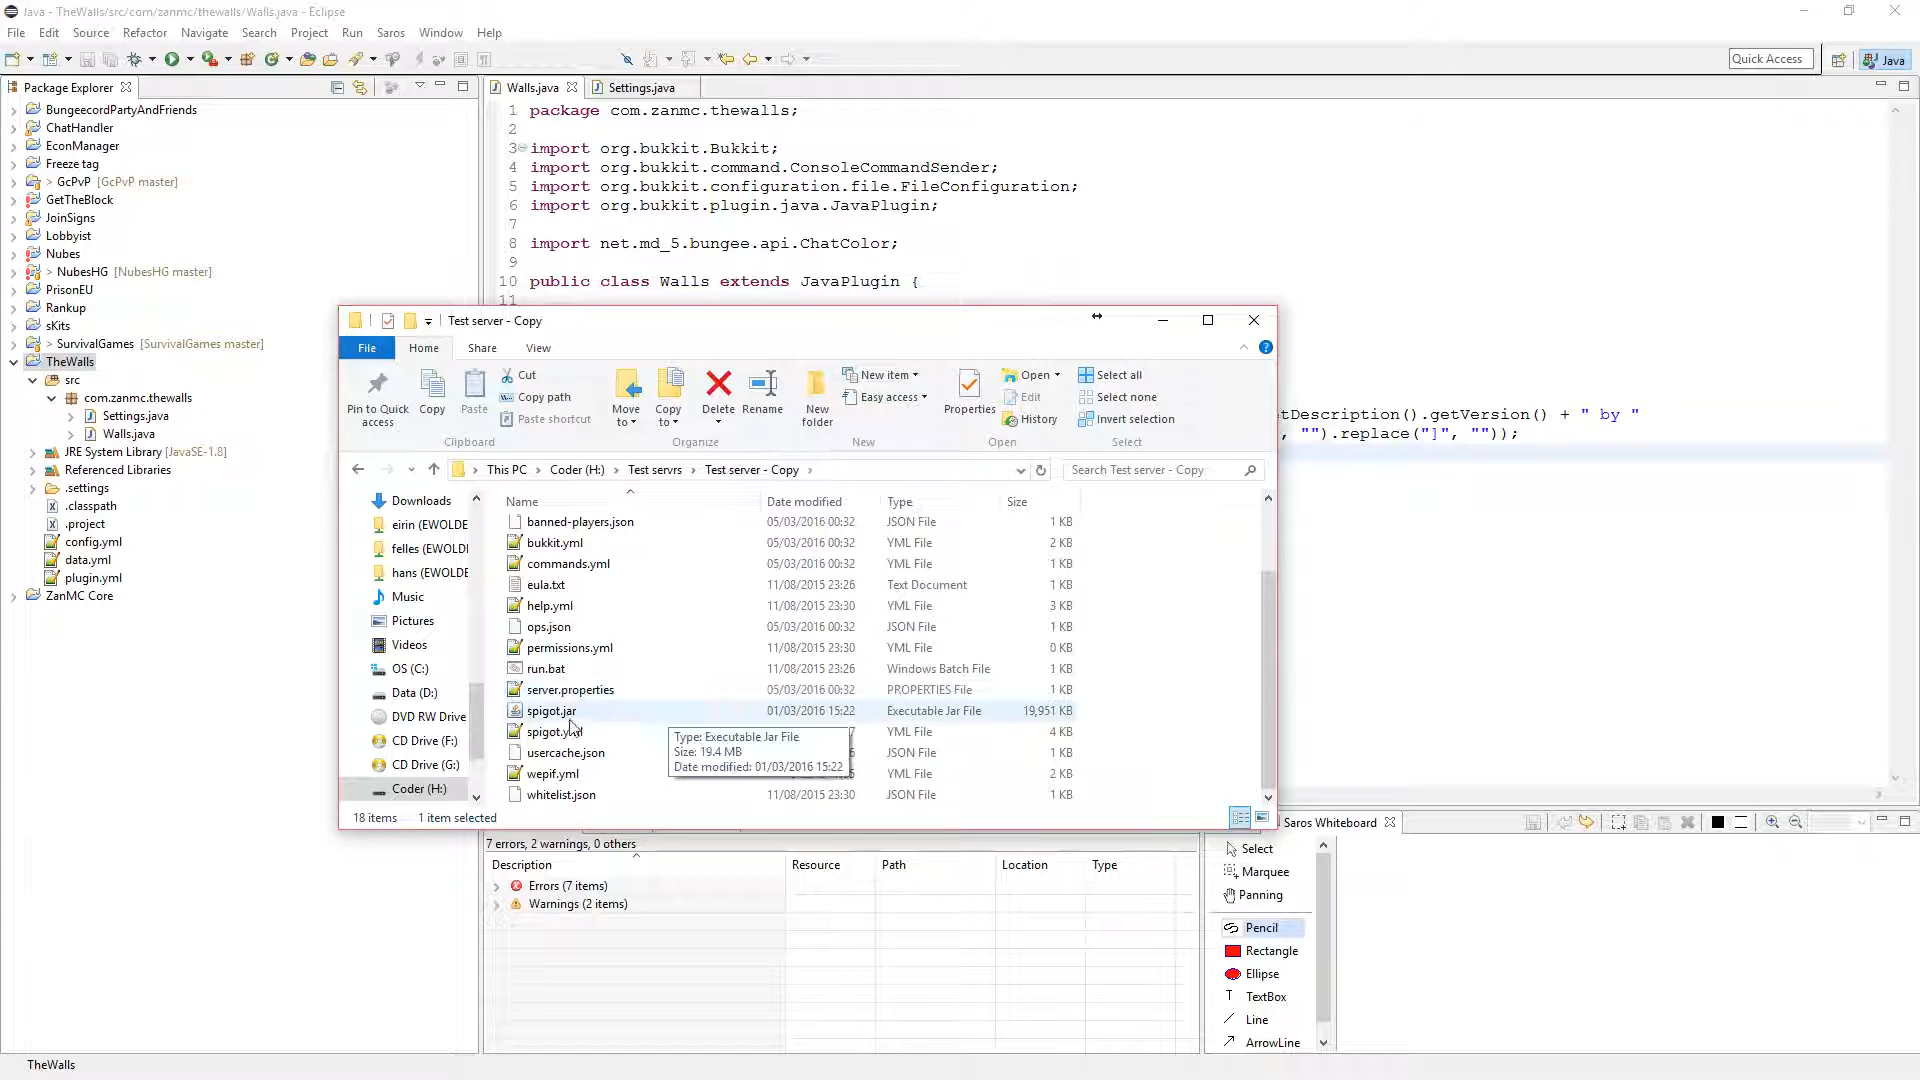 Java - TheWalls/src/com/zanmc/thewalls/Walls.java - Eclipse
File Edit Source Refactor Navigate Search Project Run Saros Window Help
Quick Access
Java
Package Explorer
Walls.java
Settings.java
BungeecordPartyAndFriends
ChatHandler
EconManager
Freeze tag
> GcPvP [GcPvP master]
GetTheBlock
JoinSigns
Lobbyist
Nubes
> NubesHG [NubesHG master]
PrisonEU
Rankup
sKits
> SurvivalGames [SurvivalGames master]
TheWalls
src
com.zanmc.thewalls
Settings.java
Walls.java
JRE System Library [JavaSE-1.8]
Referenced Libraries
.settings
.classpath
.project
config.yml
data.yml
plugin.yml
ZanMC Core
1 package com.zanmc.thewalls;
2
3 import org.bukkit.Bukkit;
4 import org.bukkit.command.ConsoleCommandSender;
5 import org.bukkit.configuration.file.FileConfiguration;
6 import org.bukkit.plugin.java.JavaPlugin;
7
8 import net.md_5.bungee.api.ChatColor;
9
10 public class Walls extends JavaPlugin {
11
tDescription().getVersion() + " by "
, "").replace("]", ""));
Test server - Copy
File Home Share View
Pin to Quick access
Copy
Paste
Cut
Copy path
Paste shortcut
Clipboard
Move to
Copy to
Delete
Rename
Organize
New folder
New item
Easy access
New
Properties
Open
Edit
History
Open
Select all
Select none
Invert selection
Select
This PC > Coder (H:) > Test servrs > Test server - Copy >
Search Test server - Copy
Downloads
eirin (EWOLDE
felles (EWOLDE
hans (EWOLDE
Music
Pictures
Videos
OS (C:)
Data (D:)
DVD RW Drive
CD Drive (F:)
CD Drive (G:)
Coder (H:)
Name Date modified Type Size
banned-players.json 05/03/2016 00:32 JSON File 1 KB
bukkit.yml 05/03/2016 00:32 YML File 2 KB
commands.yml 05/03/2016 00:32 YML File 1 KB
eula.txt 11/08/2015 23:26 Text Document 1 KB
help.yml 11/08/2015 23:30 YML File 3 KB
ops.json 05/03/2016 00:32 JSON File 1 KB
permissions.yml 11/08/2015 23:30 YML File 0 KB
run.bat 11/08/2015 23:26 Windows Batch File 1 KB
server.properties 05/03/2016 00:32 PROPERTIES File 1 KB
spigot.jar 01/03/2016 15:22 Executable Jar File 19,951 KB
spigot.yml YML File 4 KB
usercache.json JSON File 1 KB
wepif.yml YML File 2 KB
whitelist.json 11/08/2015 23:30 JSON File 1 KB
Type: Executable Jar File
Size: 19.4 MB
Date modified: 01/03/2016 15:22
18 items 1 item selected
7 errors, 2 warnings, 0 others
Description Resource Path Location Type
Errors (7 items)
Warnings (2 items)
Saros Whiteboard
Select
Marquee
Panning
Pencil
Rectangle
Ellipse
TextBox
Line
ArrowLine
TheWalls